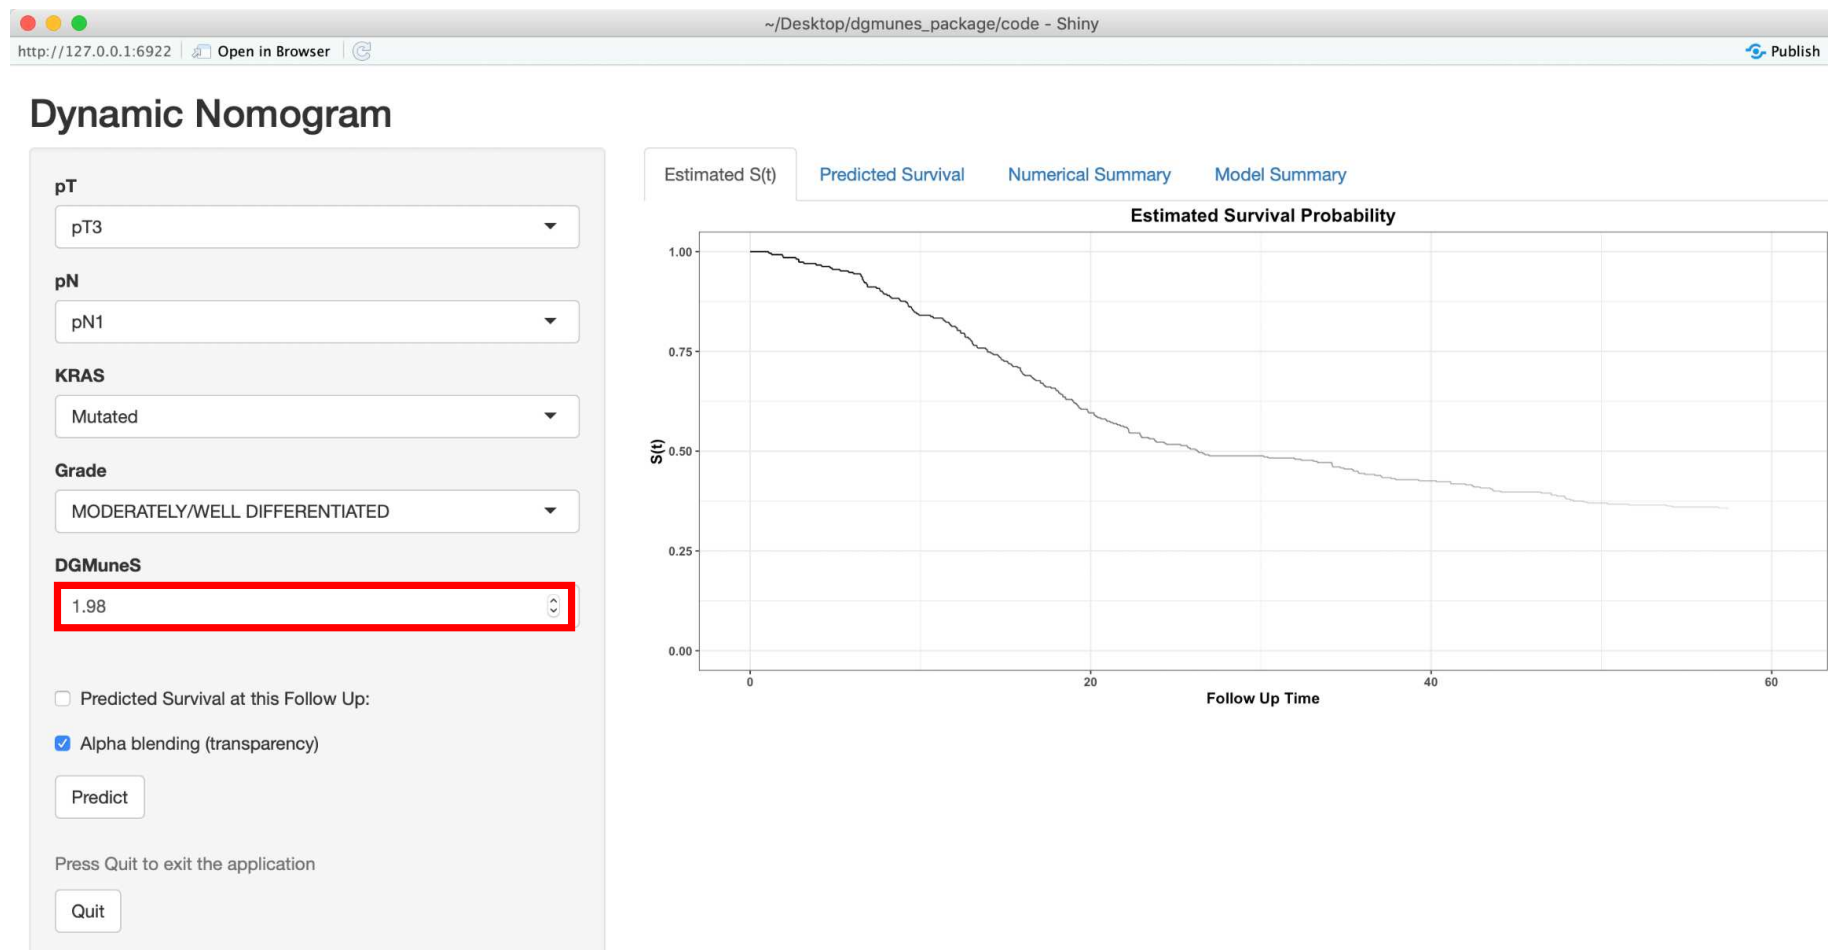 ~/Desktop/dgmunes_package/code - Shiny
http://127.0.0.1:6922 Open in Browser Publish
Dynamic Nomogram
pT
pT3
pN
pN1
KRAS
Mutated
Grade
MODERATELY/WELL DIFFERENTIATED
DGMuneS
1.98
Predicted Survival at this Follow Up:
Alpha blending (transparency)
Predict
Press Quit to exit the application
Quit
Estimated S(t) Predicted Survival Numerical Summary Model Summary
Estimated Survival Probability
1.00
0.75
S(t)
0.50
0.25
0.00
0 20 40 60
Follow Up Time